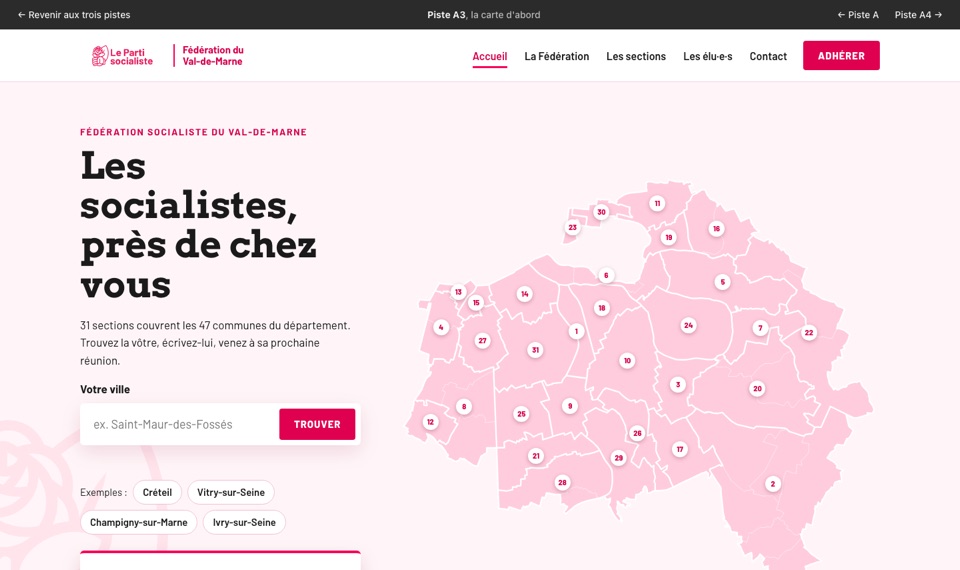 ← Revenir aux trois pistes
Piste A3, la carte d'abord
← Piste A
Piste A4 →
Le Parti
socialiste
Fédération du
Val-de-Marne
Accueil
La Fédération
Les sections
Les élu·e·s
Contact
ADHÉRER
FÉDÉRATION SOCIALISTE DU VAL-DE-MARNE
Les
socialistes,
près de chez
vous
31 sections couvrent les 47 communes du département.
Trouvez la vôtre, écrivez-lui, venez à sa prochaine
réunion.
Votre ville
ex. Saint-Maur-des-Fossés
TROUVER
Exemples :
Créteil
Vitry-sur-Seine
Champigny-sur-Marne
Ivry-sur-Seine
11
30
23
16
19
6
5
13
14
15
18
4
24
1
7
22
27
31
10
3
20
8
9
25
12
26
17
21
29
28
2